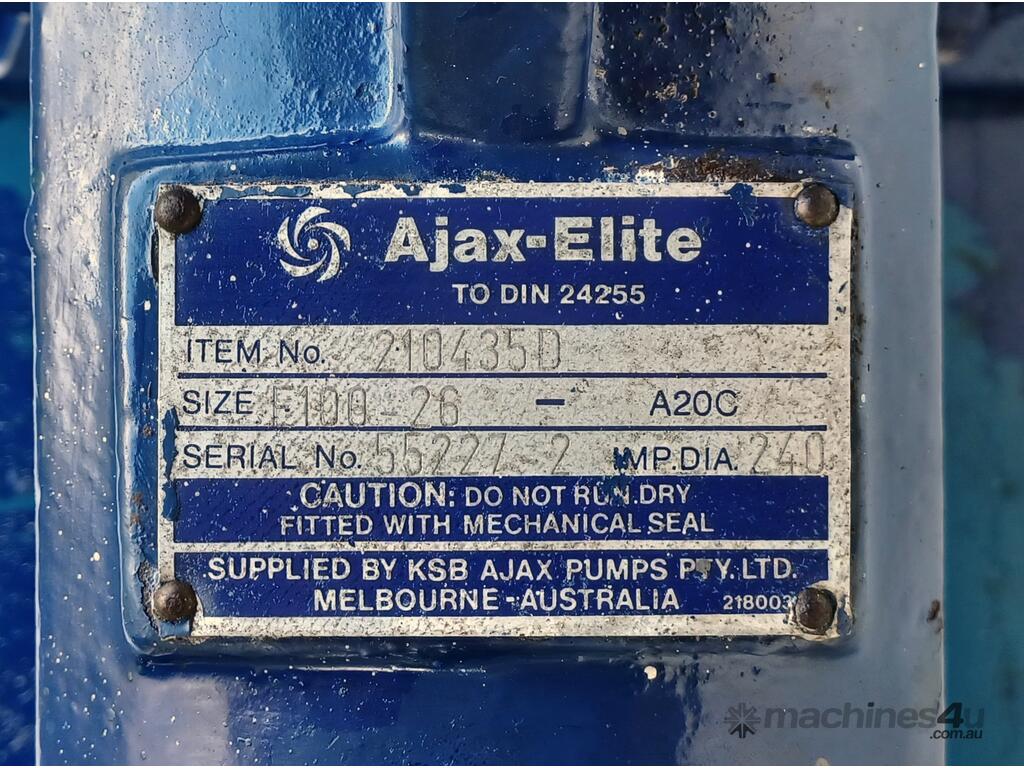 Ajax-Elite
TO DIN 24255
ITEM No. 210435D
SIZE E100-26 - A20C
SERIAL No. 55227-2 IMP.DIA. 240
CAUTION: DO NOT RUN DRY
FITTED WITH MECHANICAL SEAL
SUPPLIED BY KSB AJAX PUMPS PTY. LTD.
MELBOURNE - AUSTRALIA 218003
machines4u
.com.au